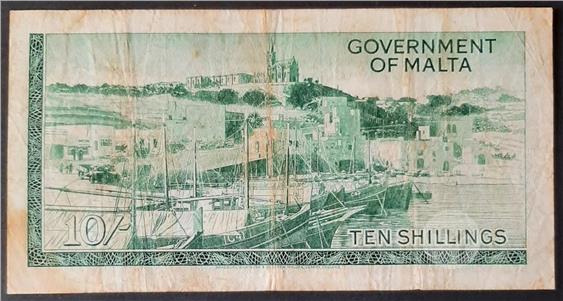 GOVERNMENT
OF MALTA
10/-
TEN SHILLINGS